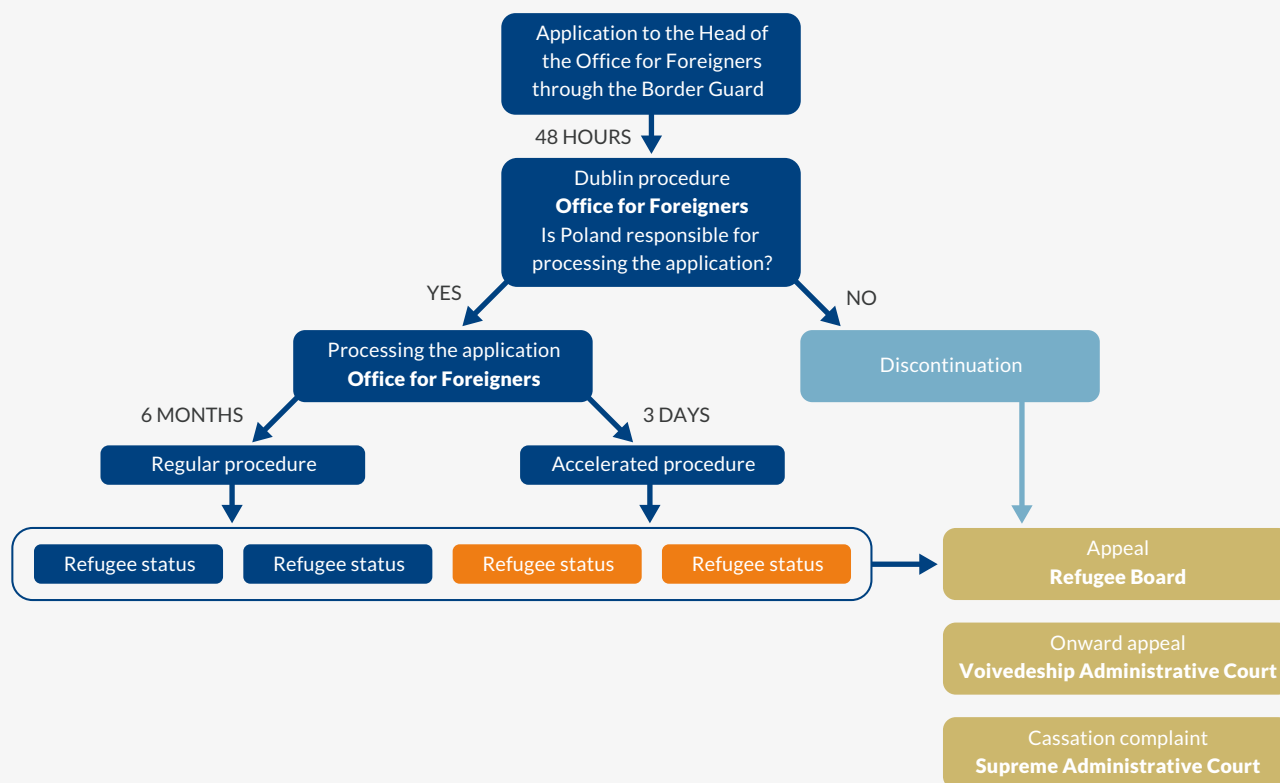 Application to the Head of
the Office for Foreigners
through the Border Guard
48 HOURS
Dublin procedure
Office for Foreigners
Is Poland responsible for
processing the application?
YES
NO
Processing the application
Office for Foreigners
Discontinuation
6 MONTHS
3 DAYS
Regular procedure
Accelerated procedure
Refugee status
Refugee status
Refugee status
Refugee status
Appeal
Refugee Board
Onward appeal
Voivedeship Administrative Court
Cassation complaint
Supreme Administrative Court